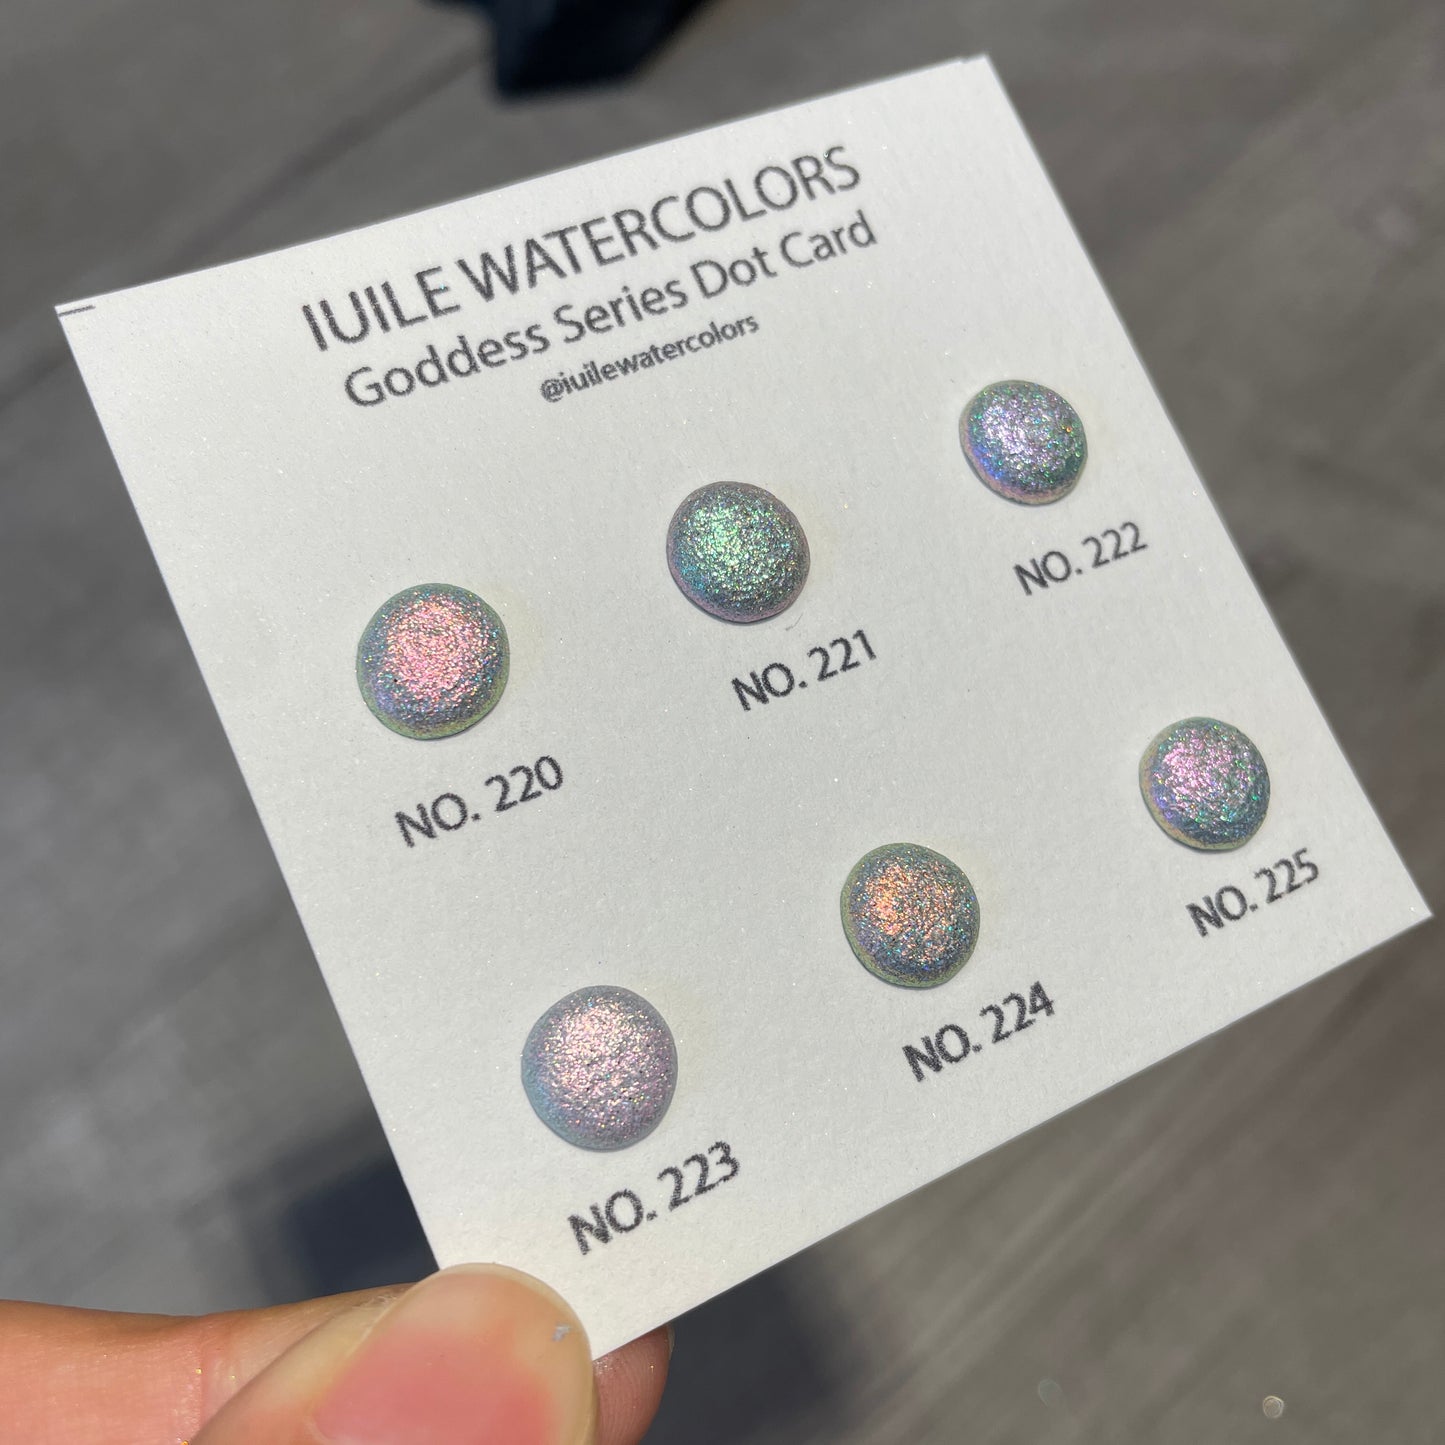 IUILE WATERCOLORS
Goddess Series Dot Card
@iuilewatercolors
NO. 220
NO. 221
NO. 222
NO. 223
NO. 224
NO. 225